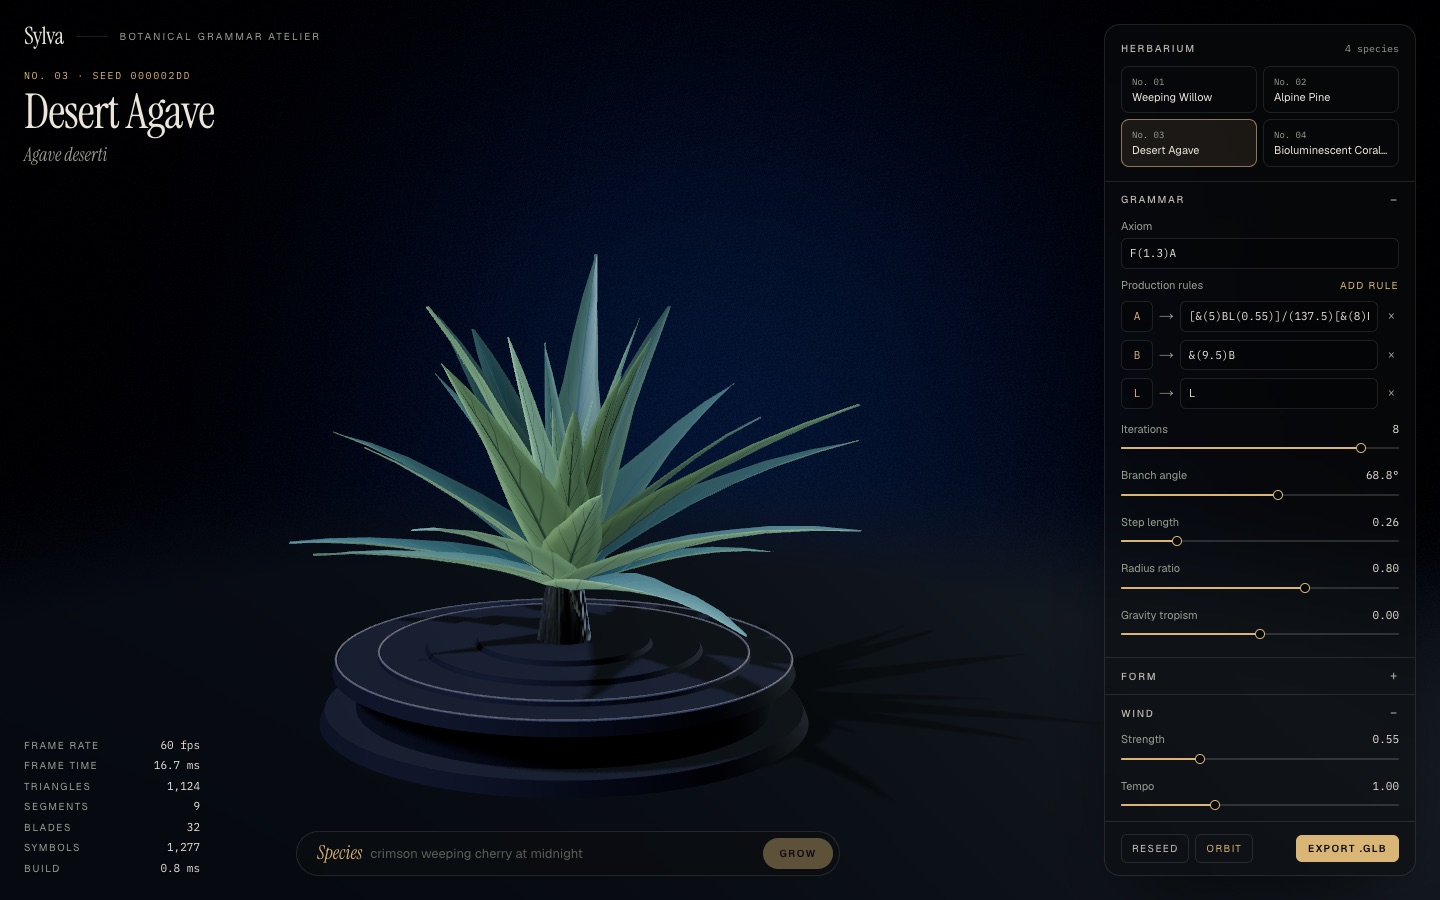 Sylva
BOTANICAL GRAMMAR ATELIER
NO. 03 · SEED 000002DD
Desert Agave
Agave deserti
HERBARIUM
4 species
No. 01
Weeping Willow
No. 02
Alpine Pine
No. 03
Desert Agave
No. 04
Bioluminescent Coral…
GRAMMAR
−
Axiom
F(1.3)A
Production rules
ADD RULE
A → [&(5)BL(0.55)]/(137.5)[&(8) ×
B → &(9.5)B ×
L → L ×
Iterations 8
Branch angle 68.8°
Step length 0.26
Radius ratio 0.80
Gravity tropism 0.00
FORM +
WIND −
Strength 0.55
Tempo 1.00
RESEED
ORBIT
EXPORT .GLB
FRAME RATE 60 fps
FRAME TIME 16.7 ms
TRIANGLES 1,124
SEGMENTS 9
BLADES 32
SYMBOLS 1,277
BUILD 0.8 ms
Species crimson weeping cherry at midnight
GROW